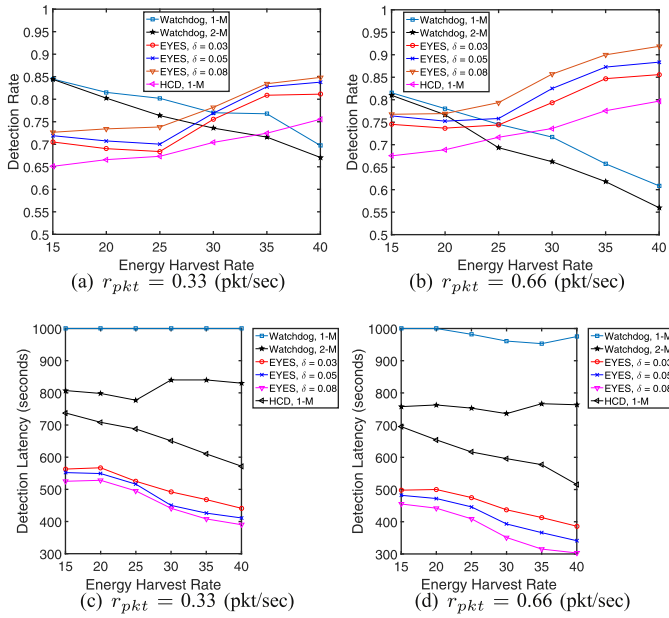 Watchdog, 1-M
Watchdog, 2-M
EYES, δ = 0.03
EYES, δ = 0.05
EYES, δ = 0.08
HCD, 1-M
Detection Rate
1
0.95
0.9
0.85
0.8
0.75
0.7
0.65
0.6
0.55
0.5
15 20 25 30 35 40
Energy Harvest Rate
(a) r_pkt = 0.33 (pkt/sec)
Watchdog, 1-M
Watchdog, 2-M
EYES, δ = 0.03
EYES, δ = 0.05
EYES, δ = 0.08
HCD, 1-M
Detection Rate
1
0.95
0.9
0.85
0.8
0.75
0.7
0.65
0.6
0.55
0.5
15 20 25 30 35 40
Energy Harvest Rate
(b) r_pkt = 0.66 (pkt/sec)
Watchdog, 1-M
Watchdog, 2-M
EYES, δ = 0.03
EYES, δ = 0.05
EYES, δ = 0.08
HCD, 1-M
Detection Latency (seconds)
1000
900
800
700
600
500
400
300
15 20 25 30 35 40
Energy Harvest Rate
(c) r_pkt = 0.33 (pkt/sec)
Watchdog, 1-M
Watchdog, 2-M
EYES, δ = 0.03
EYES, δ = 0.05
EYES, δ = 0.08
HCD, 1-M
Detection Latency (seconds)
1000
900
800
700
600
500
400
300
15 20 25 30 35 40
Energy Harvest Rate
(d) r_pkt = 0.66 (pkt/sec)